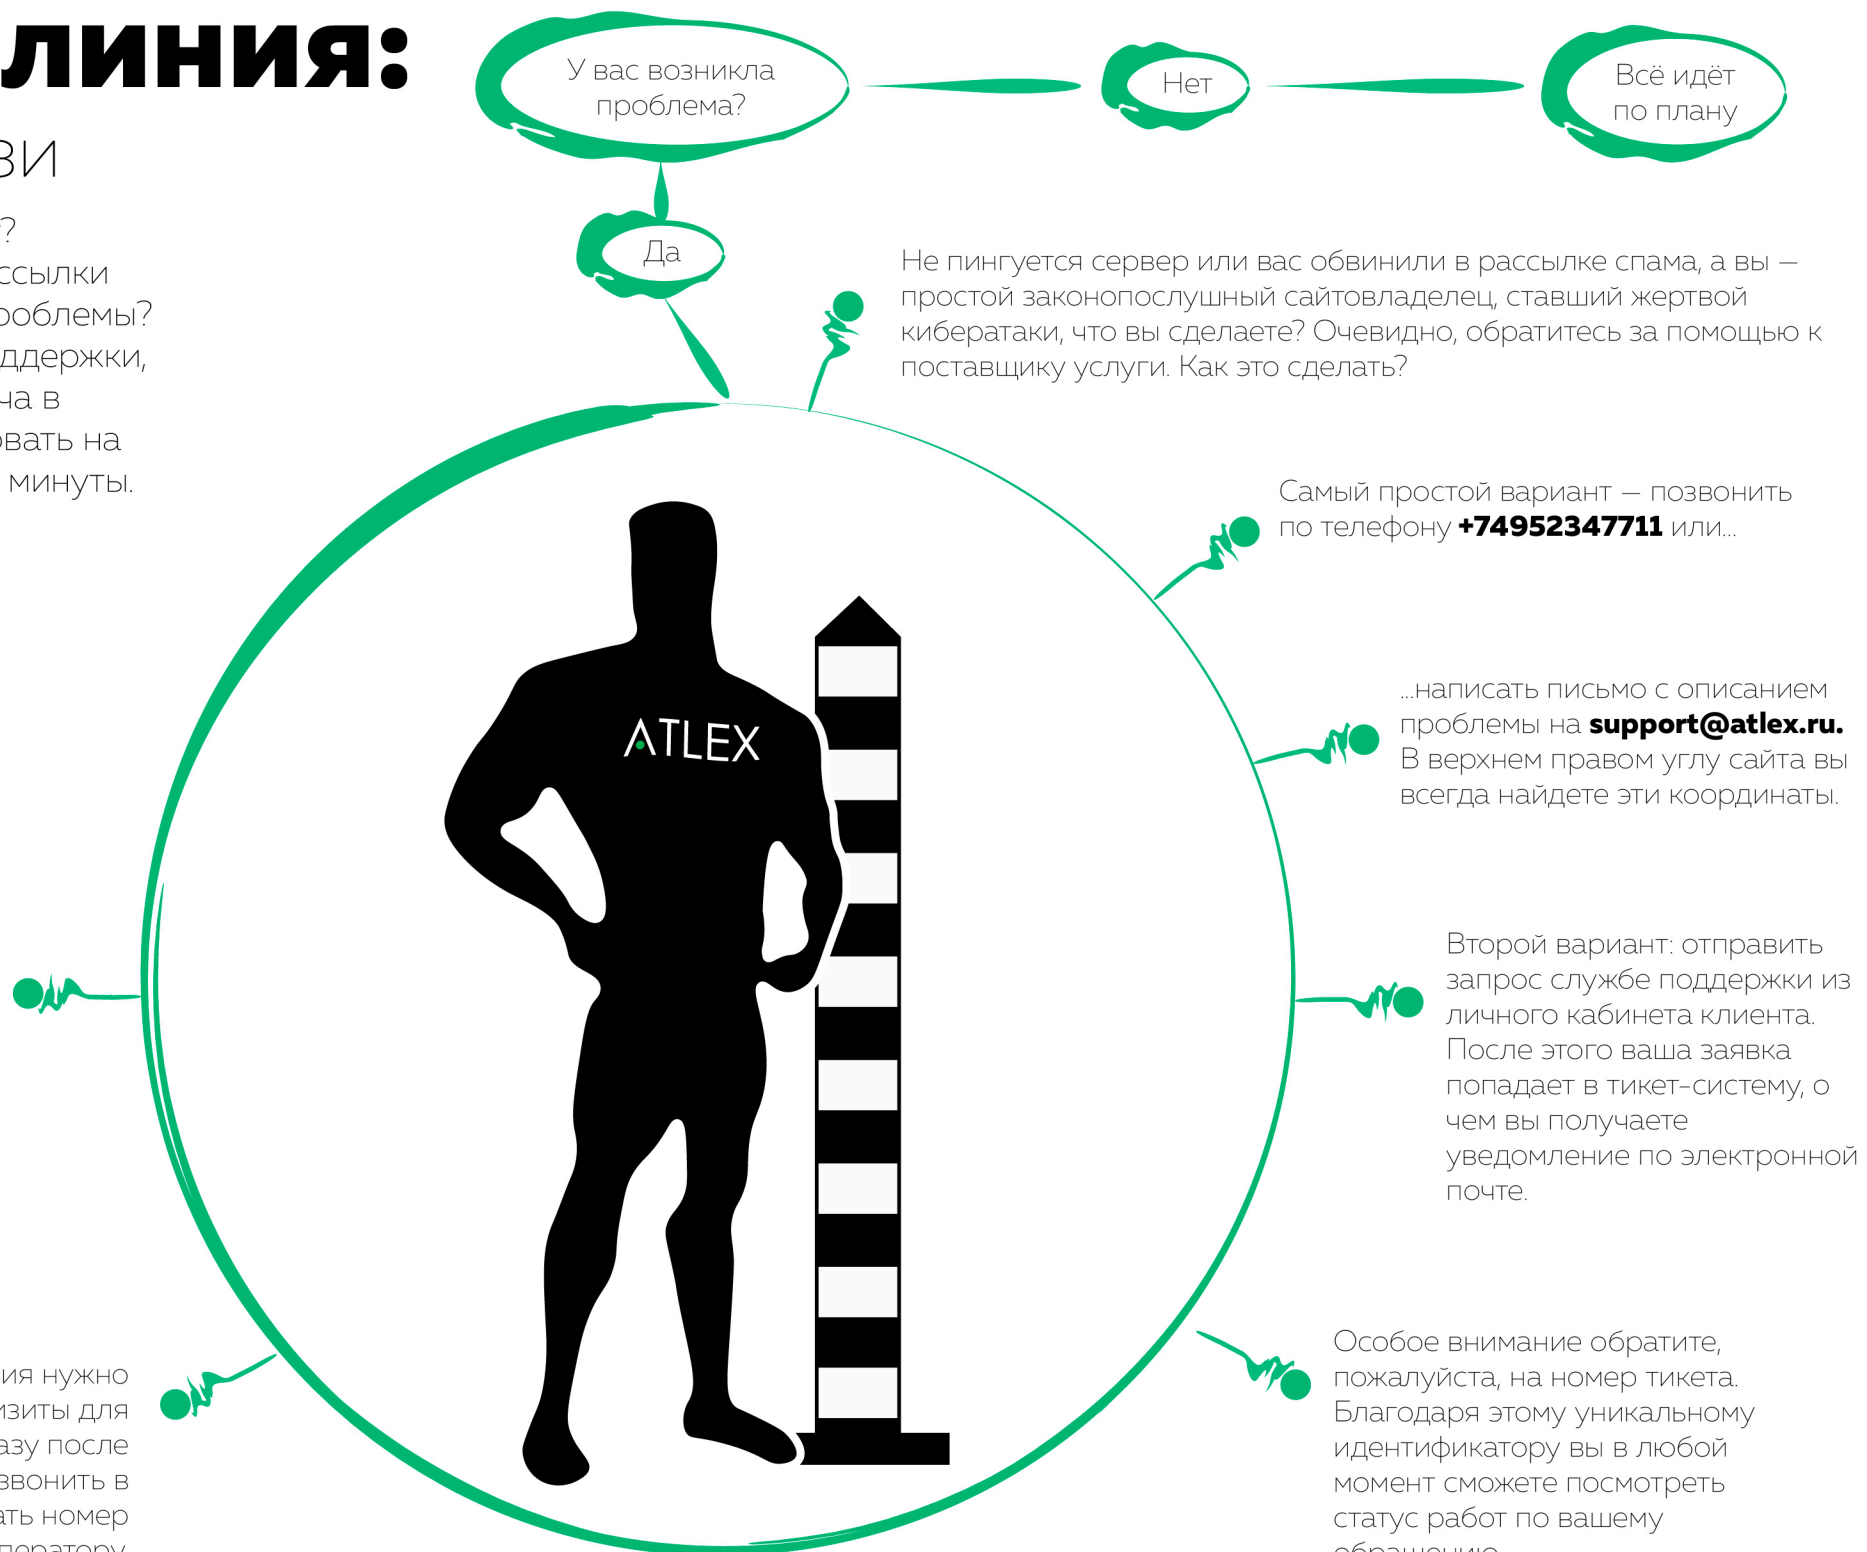 линия:
У вас возникла
проблема?
Нет
Всё идёт
по плану
Да
ссылки
роблемы?
ддержки,
ча в
овать на
минуты.
Не пингуется сервер или вас обвинили в рассылке спама, а вы —
простой законопослушный сайтовладелец, ставший жертвой
кибератаки, что вы сделаете? Очевидно, обратитесь за помощью к
поставщику услуги. Как это сделать?
Самый простой вариант — позвонить
по телефону +74952347711 или...
ATLEX
...написать письмо с описанием
проблемы на support@atlex.ru.
В верхнем правом углу сайта вы
всегда найдете эти координаты.
Второй вариант: отправить
запрос службе поддержки из
личного кабинета клиента.
После этого ваша заявка
попадает в тикет-систему, о
чем вы получаете
уведомление по электронной
почте.
Особое внимание обратите,
пожалуйста, на номер тикета.
Благодаря этому уникальному
идентификатору вы в любой
момент сможете посмотреть
статус работ по вашему
обращению
ия нужно
изиты для
азу после
звонить в
ать номер
ператору